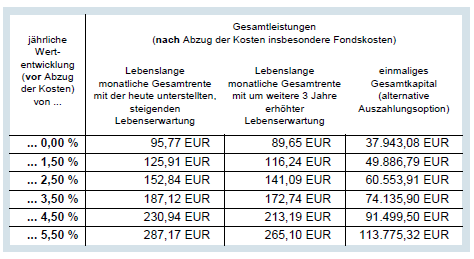 Gesamtleistungen
(nach Abzug der Kosten insbesondere Fondskosten)
jährliche
Wert-
entwicklung
(vor Abzug
der Kosten)
von ...
Lebenslange
monatliche Gesamtrente
mit der heute unterstellten,
steigenden
Lebenserwartung
Lebenslange
monatliche Gesamtrente
mit um weitere 3 Jahre
erhöhter
Lebenserwartung
einmaliges
Gesamtkapital
(alternative
Auszahlungsoption)
... 0,00 % 95,77 EUR 89,65 EUR 37.943,08 EUR
... 1,50 % 125,91 EUR 116,24 EUR 49.886,79 EUR
... 2,50 % 152,84 EUR 141,09 EUR 60.553,91 EUR
... 3,50 % 187,12 EUR 172,74 EUR 74.135,90 EUR
... 4,50 % 230,94 EUR 213,19 EUR 91.499,50 EUR
... 5,50 % 287,17 EUR 265,10 EUR 113.775,32 EUR